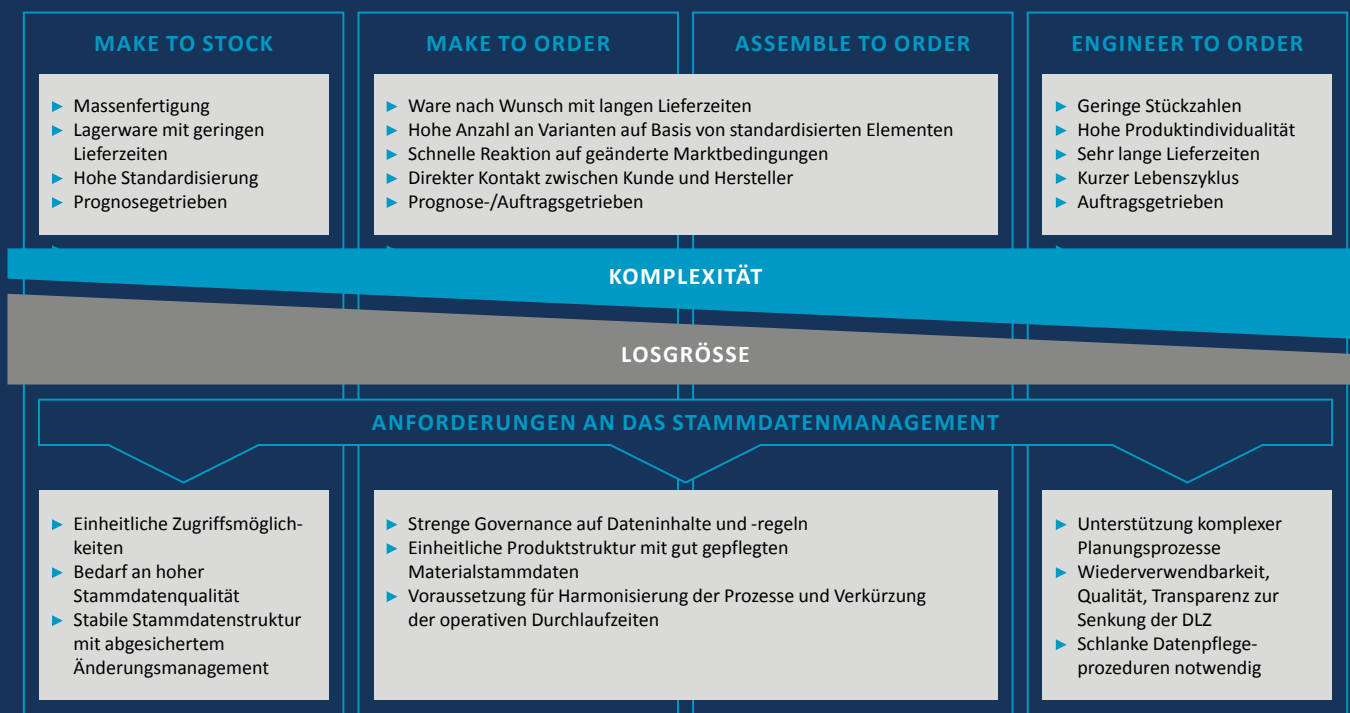 MAKE TO STOCK
MAKE TO ORDER
ASSEMBLE TO ORDER
ENGINEER TO ORDER
► Massenfertigung
► Lagerware mit geringen
Lieferzeiten
► Hohe Standardisierung
► Prognosegetrieben
► Ware nach Wunsch mit langen Lieferzeiten
► Hohe Anzahl an Varianten auf Basis von standardisierten Elementen
► Schnelle Reaktion auf geänderte Marktbedingungen
► Direkter Kontakt zwischen Kunde und Hersteller
► Prognose-/Auftragsgetrieben
► Geringe Stückzahlen
► Hohe Produktindividualität
► Sehr lange Lieferzeiten
► Kurzer Lebenszyklus
► Auftragsgetrieben
KOMPLEXITÄT
LOSGRÖSSE
ANFORDERUNGEN AN DAS STAMMDATENMANAGEMENT
► Einheitliche Zugriffsmöglich-
keiten
► Bedarf an hoher
Stammdatenqualität
► Stabile Stammdatenstruktur
mit abgesichertem
Änderungsmanagement
► Strenge Governance auf Dateninhalte und -regeln
► Einheitliche Produktstruktur mit gut gepflegten
Materialstammdaten
► Voraussetzung für Harmonisierung der Prozesse und Verkürzung
der operativen Durchlaufzeiten
► Unterstützung komplexer
Planungsprozesse
► Wiederverwendbarkeit,
Qualität, Transparenz zur
Senkung der DLZ
► Schlanke Datenpflege-
prozeduren notwendig